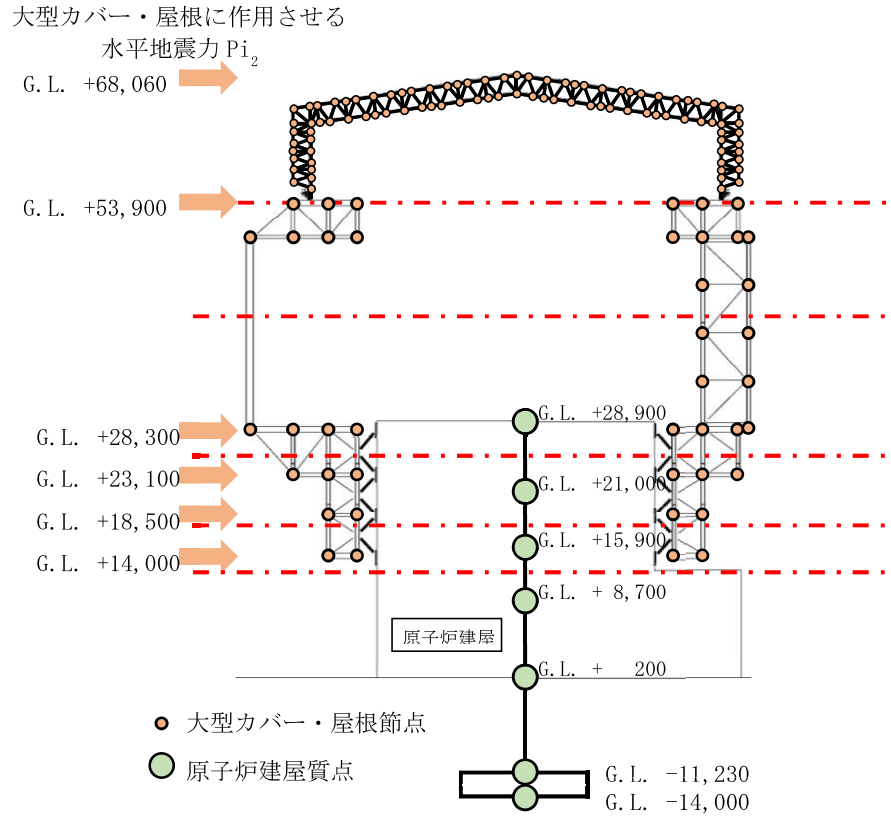 大型カバー・屋根に作用させる
水平地震力 Pi₂
G.L. +68,060
G.L. +53,900
G.L. +28,900
G.L. +28,300
G.L. +23,100
G.L. +21,000
G.L. +18,500
G.L. +15,900
G.L. +14,000
G.L. + 8,700
原子炉建屋
G.L. + 200
大型カバー・屋根節点
原子炉建屋質点
G.L. -11,230
G.L. -14,000